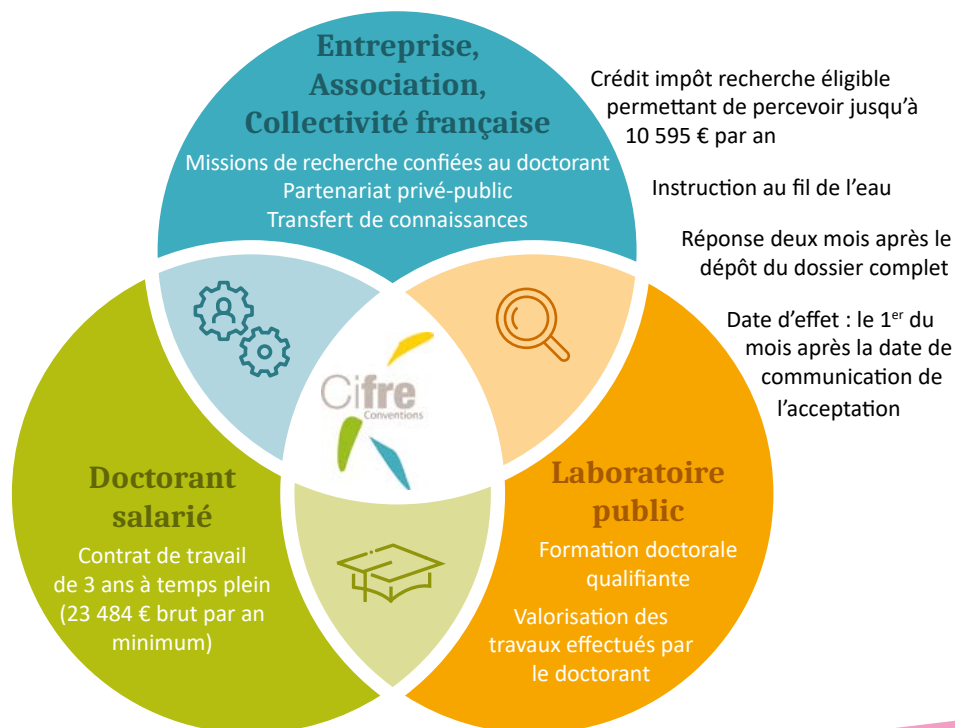 Entreprise,
Association,
Collectivité française
Missions de recherche confiées au doctorant
Partenariat privé-public
Transfert de connaissances
Crédit impôt recherche éligible
permettant de percevoir jusqu’à
10 595 € par an
Instruction au fil de l’eau
Réponse deux mois après le
dépôt du dossier complet
Date d’effet : le 1er du
mois après la date de
communication de
l’acceptation
Cifre
Conventions
Doctorant
salarié
Contrat de travail
de 3 ans à temps plein
(23 484 € brut par an
minimum)
Laboratoire
public
Formation doctorale
qualifiante
Valorisation des
travaux effectués par
le doctorant